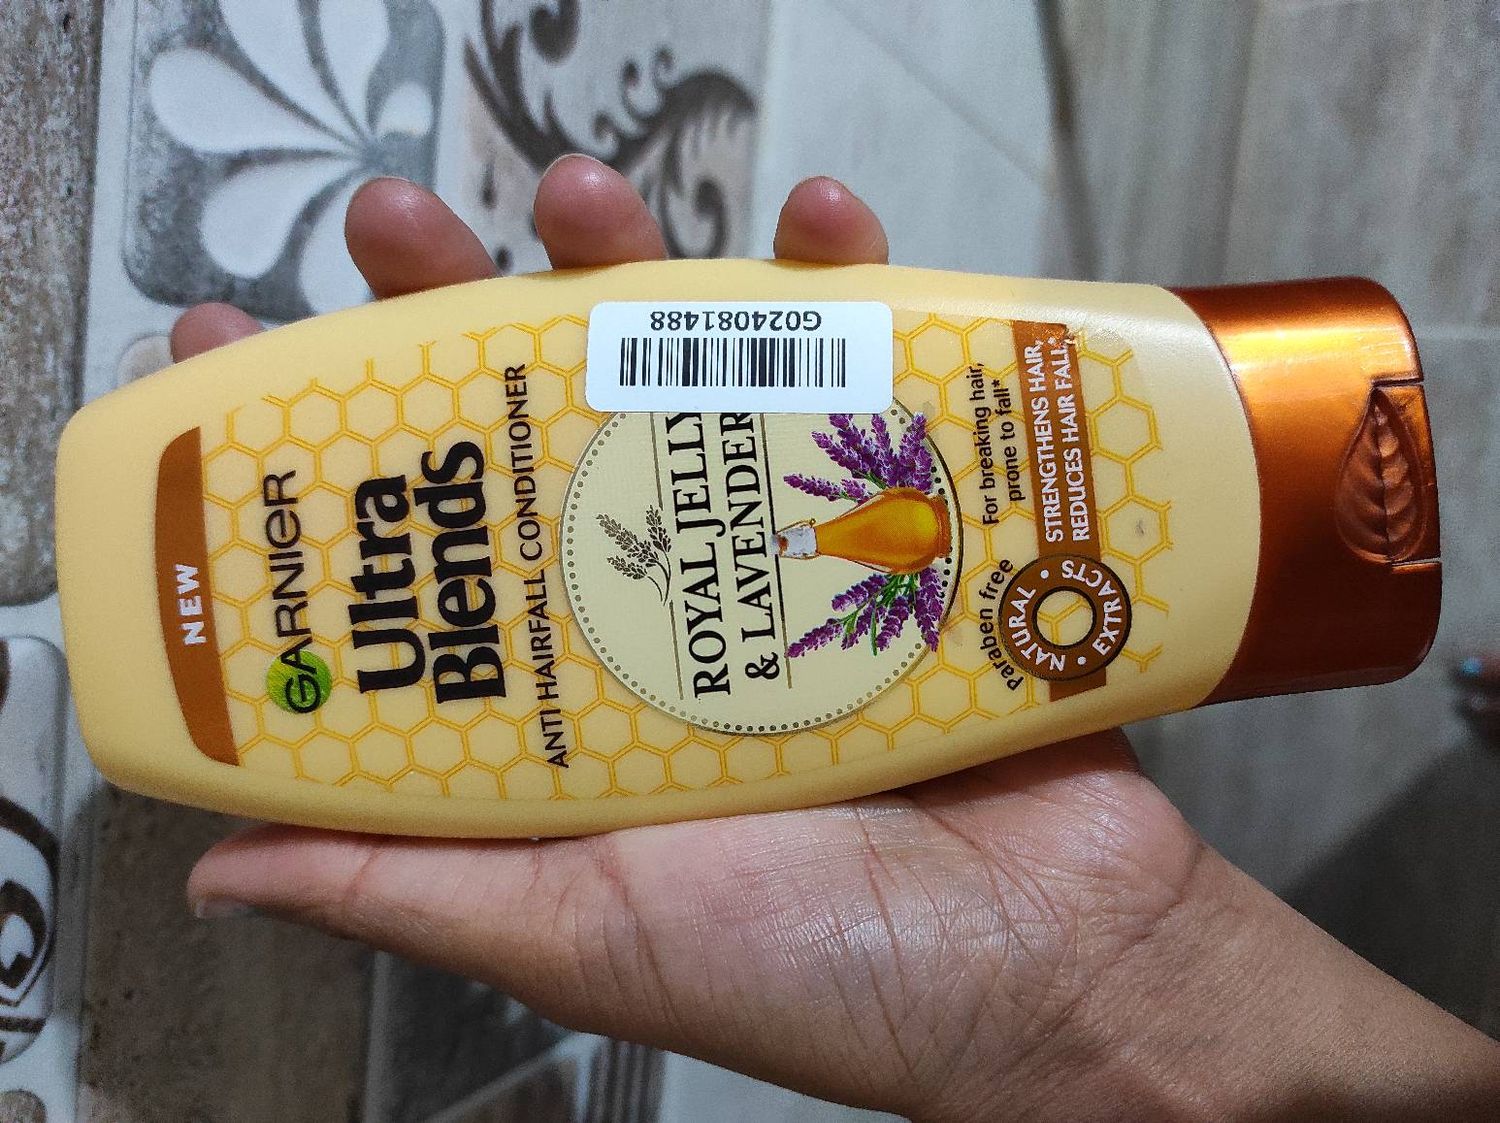 NEW
GARNIER
Ultra
Blends
ANTI HAIRFALL CONDITIONER
G024081488
ROYAL JELLY
& LAVENDER
For breaking hair,
prone to fall*
Paraben free
STRENGTHENS HAIR,
REDUCES HAIR FALL*
NATURAL • EXTRACTS •